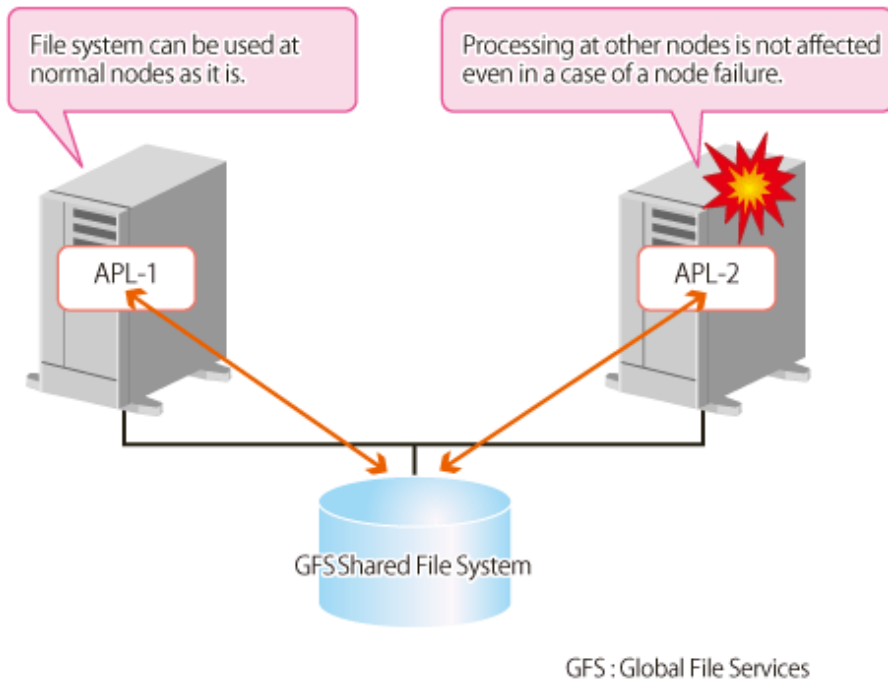 File system can be used at
normal nodes as it is.
Processing at other nodes is not affected
even in a case of a node failure.
APL-1
APL-2
GFS Shared File System
GFS : Global File Services